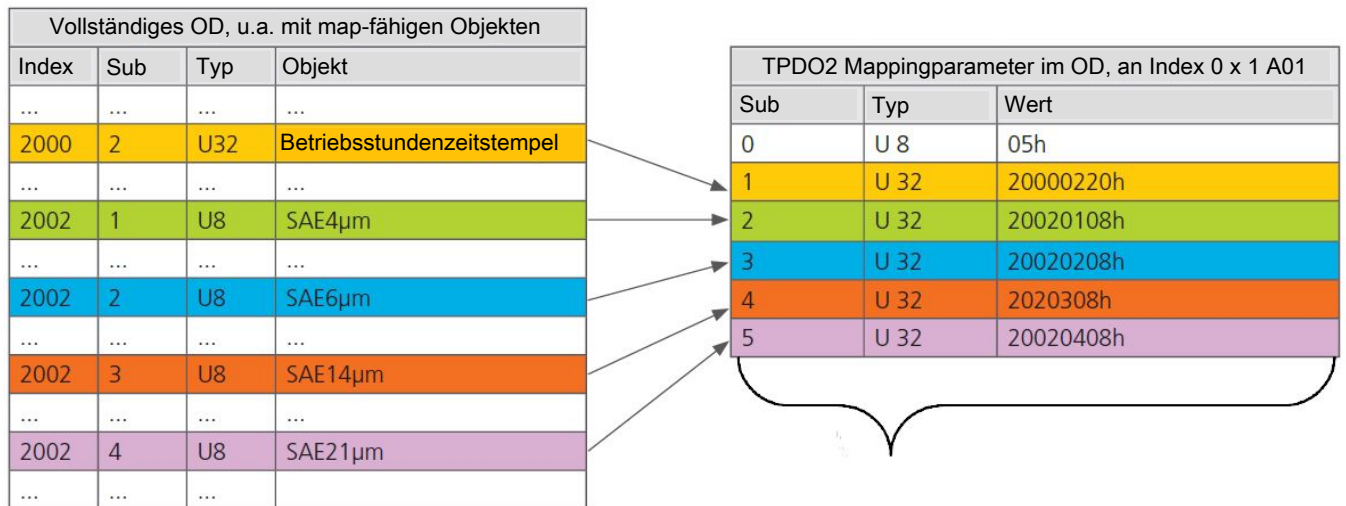 Vollständiges OD, u.a. mit map-fähigen Objekten
Index Sub Typ Objekt
... ... ... ...
2000 2 U32 Betriebsstundenzeitstempel
... ... ... ...
2002 1 U8 SAE4µm
... ... ... ...
2002 2 U8 SAE6µm
... ... ... ...
2002 3 U8 SAE14µm
... ... ... ...
2002 4 U8 SAE21µm
... ... ...
TPDO2 Mappingparameter im OD, an Index 0 x 1 A01
Sub Typ Wert
0 U 8 05h
1 U 32 20000220h
2 U 32 20020108h
3 U 32 20020208h
4 U 32 2020308h
5 U 32 20020408h